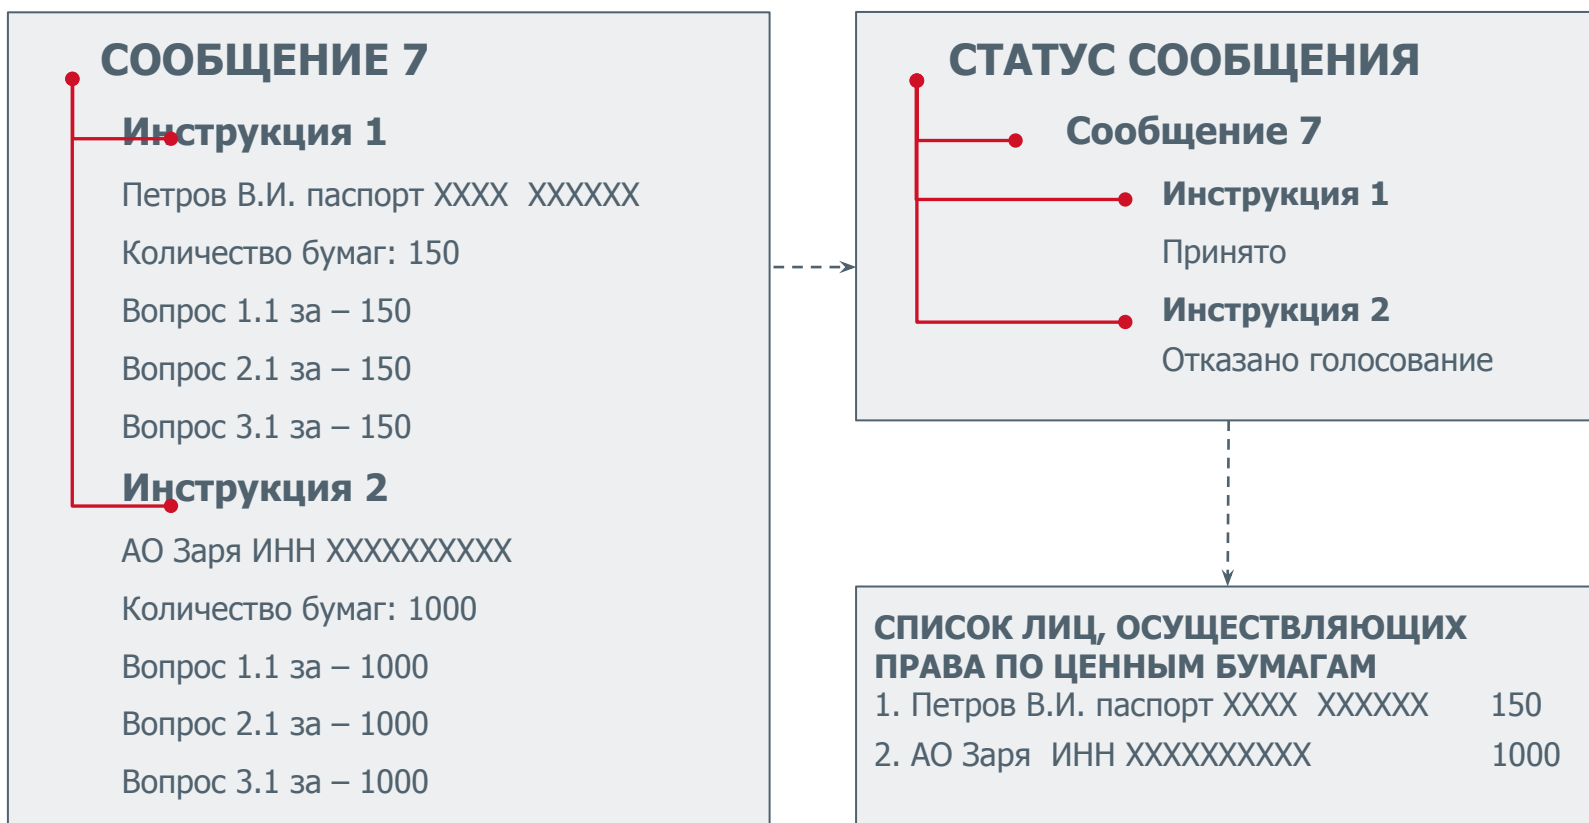 СООБЩЕНИЕ 7
Инструкция 1
Петров В.И. паспорт XXXX  XXXXXX
Количество бумаг: 150
Вопрос 1.1 за – 150
Вопрос 2.1 за – 150
Вопрос 3.1 за – 150
Инструкция 2
АО Заря ИНН XXXXXXXXXX
Количество бумаг: 1000
Вопрос 1.1 за – 1000
Вопрос 2.1 за – 1000
Вопрос 3.1 за – 1000
СТАТУС СООБЩЕНИЯ
Сообщение 7
Инструкция 1
Принято
Инструкция 2
Отказано голосование
СПИСОК ЛИЦ, ОСУЩЕСТВЛЯЮЩИХ
ПРАВА ПО ЦЕННЫМ БУМАГАМ
1. Петров В.И. паспорт XXXX  XXXXXX 150
2. АО Заря  ИНН XXXXXXXXXX 1000